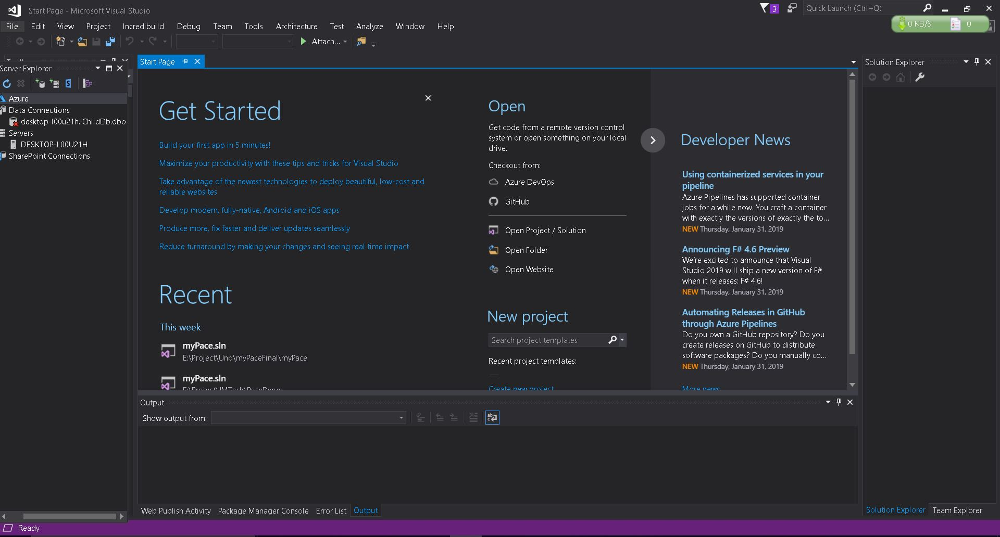 Start Page - Microsoft Visual Studio
3
Quick Launch (Ctrl+Q)
File Edit View Project Incredibuild Debug Team Tools Architecture Test Analyze Window Help
0 KB/S 0
Attach...
Server Explorer
Azure
Data Connections
desktop-l00u21h.IChildDb.dbo
Servers
DESKTOP-L00U21H
SharePoint Connections
Start Page
Get Started
Build your first app in 5 minutes!
Maximize your productivity with these tips and tricks for Visual Studio
Take advantage of the newest technologies to deploy beautiful, low-cost and
reliable websites
Develop modern, fully-native, Android and iOS apps
Produce more, fix faster and deliver updates seamlessly
Reduce turnaround by making your changes and seeing real time impact
Recent
This week
myPace.sln
E:\Project\Uno\myPaceFinal\myPace
myPace.sln
Open
Get code from a remote version control
system or open something on your local
drive.
Checkout from:
Azure DevOps
GitHub
Open Project / Solution
Open Folder
Open Website
New project
Search project templates
Recent project templates:
Create new project
Developer News
Using containerized services in your
pipeline
Azure Pipelines has supported container
jobs for a while now. You craft a container
with exactly the versions of exactly the to...
NEW Thursday, January 31, 2019
Announcing F# 4.6 Preview
We're excited to announce that Visual
Studio 2019 will ship a new version of F#
when it releases: F# 4.6!
NEW Thursday, January 31, 2019
Automating Releases in GitHub
through Azure Pipelines
Do you own a GitHub repository? Do you
create releases on GitHub to distribute
software packages? Do you manually co...
NEW Thursday, January 31, 2019
More news
Solution Explorer
Output
Show output from:
Web Publish Activity Package Manager Console Error List Output
Solution Explorer Team Explorer
Ready